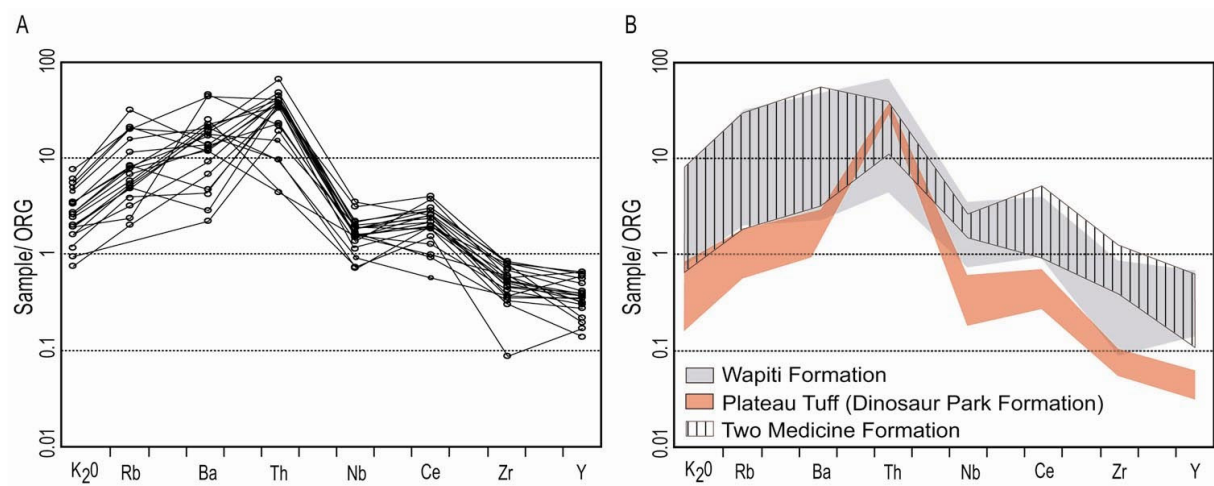 A
B
100
10
1
0.1
0.01
Sample/ ORG
K20 Rb Ba Th Nb Ce Zr Y
100
10
1
0.1
0.01
Sample/ ORG
Wapiti Formation
Plateau Tuff (Dinosaur Park Formation)
Two Medicine Formation
K20 Rb Ba Th Nb Ce Zr Y